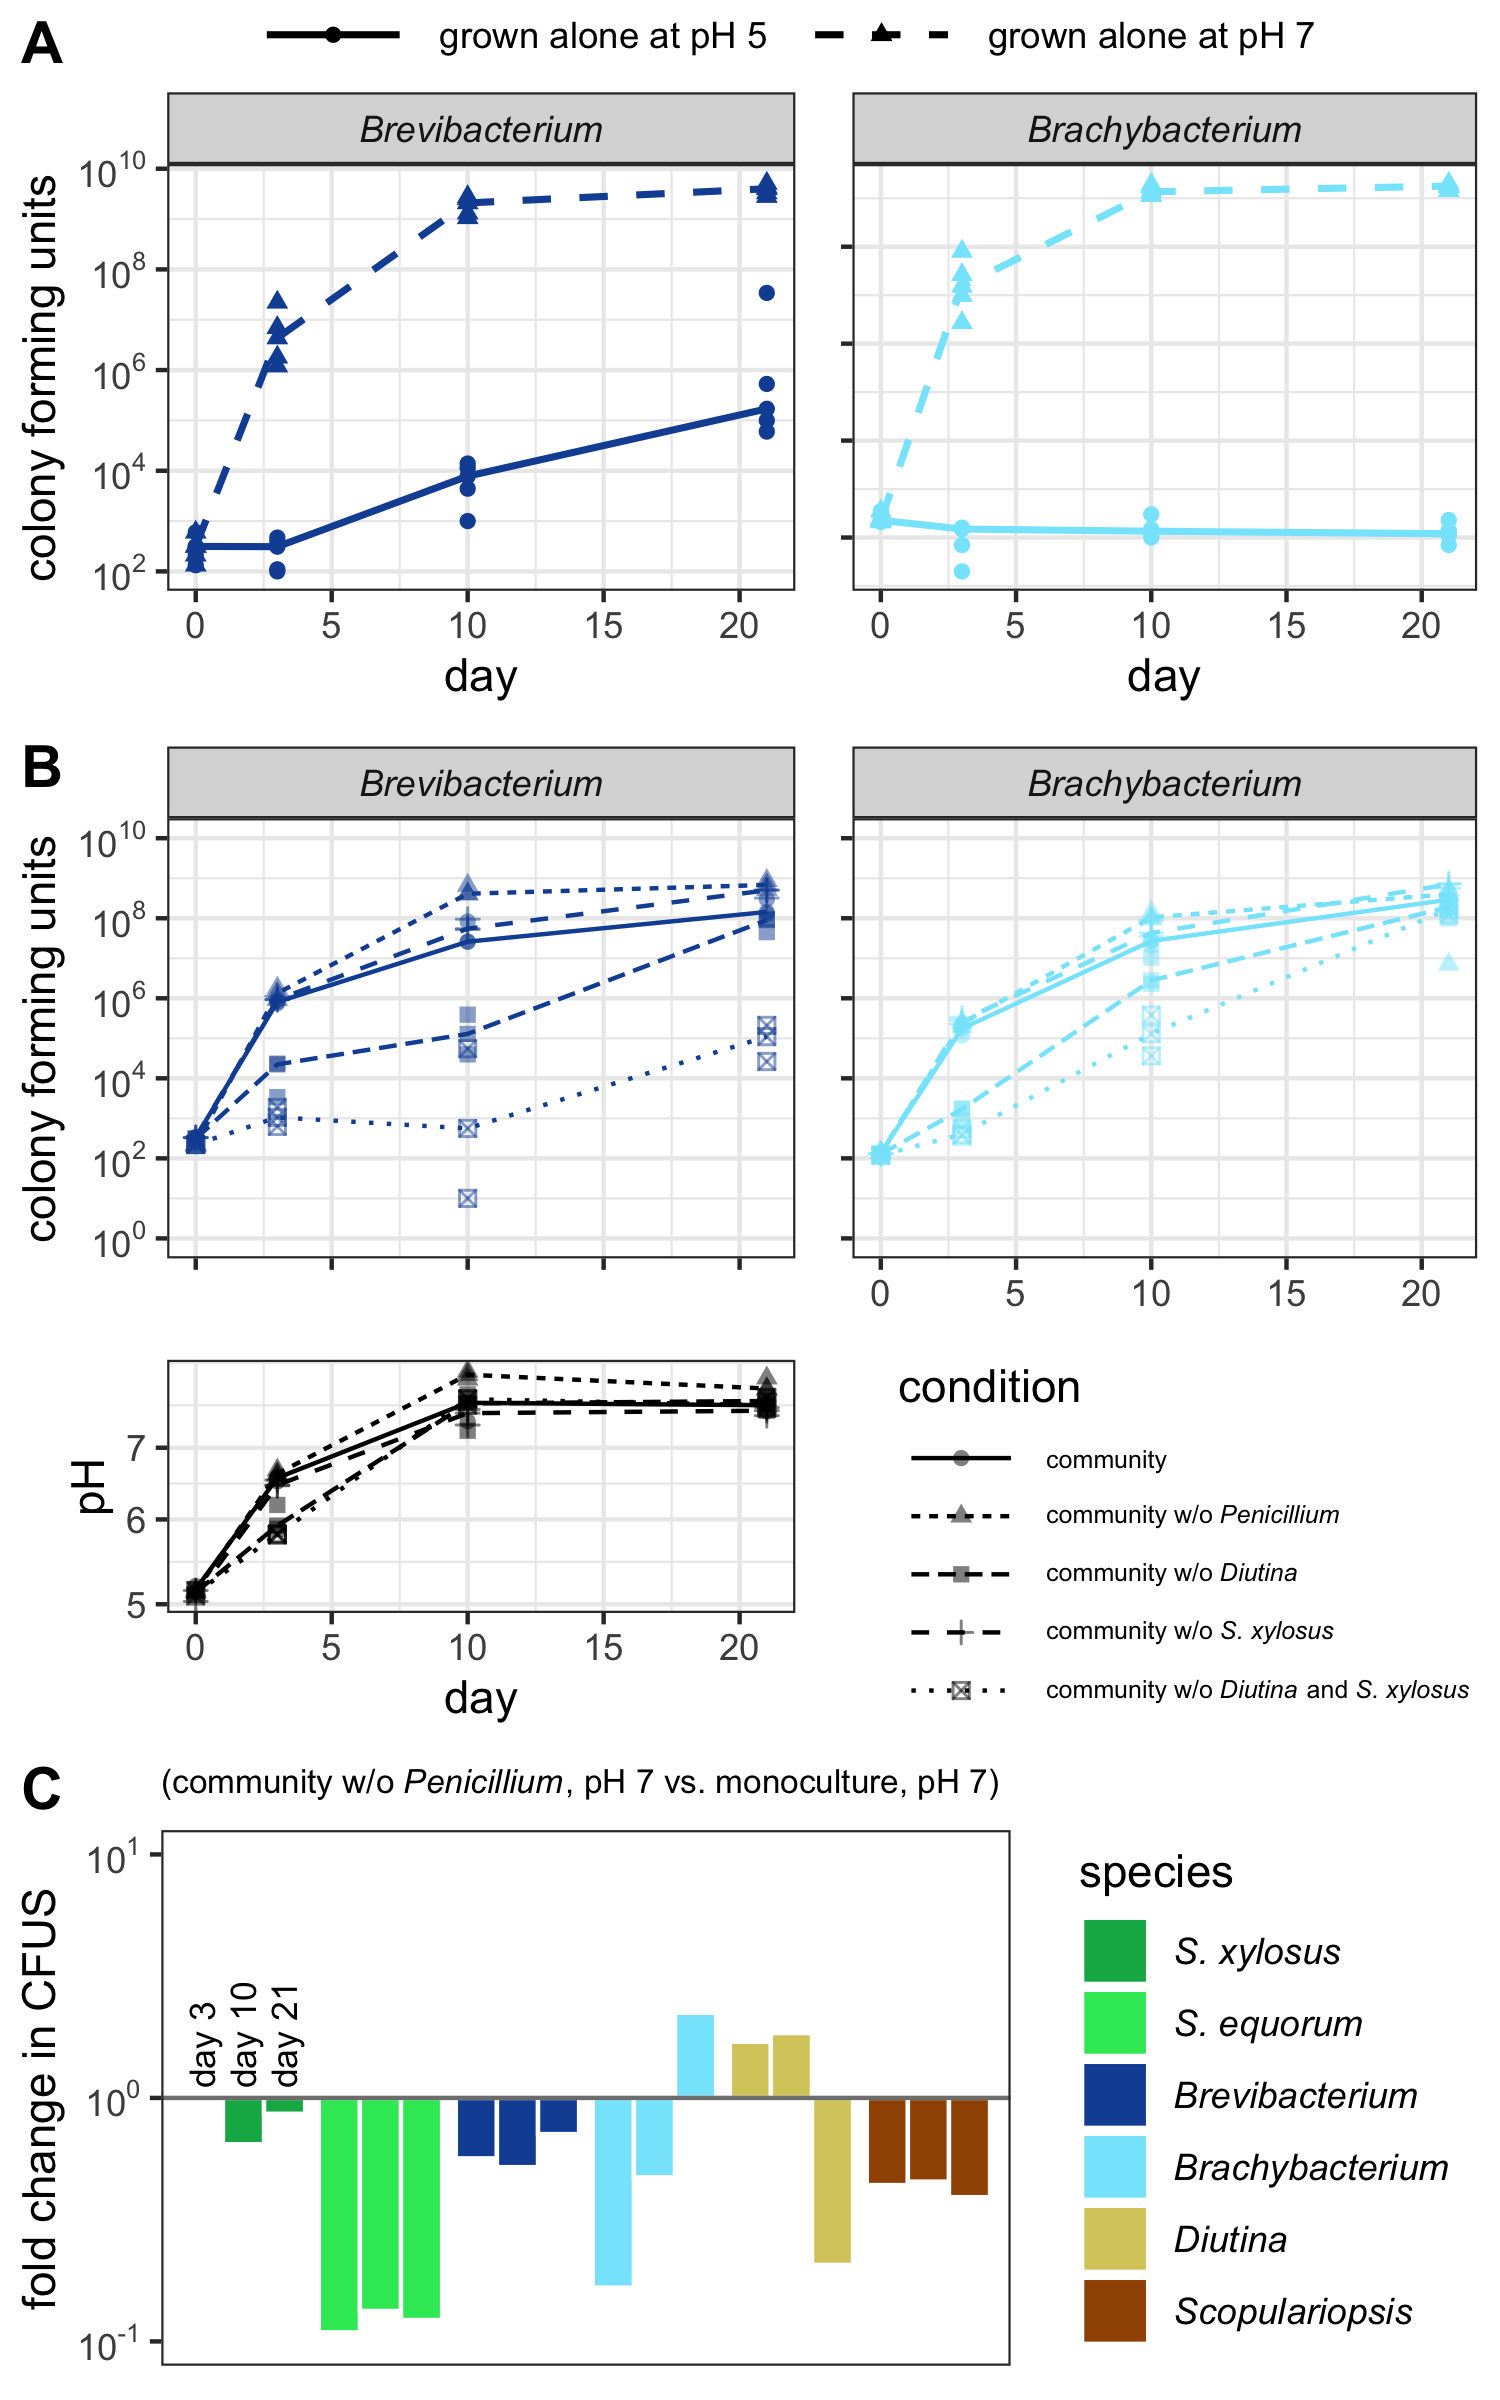 A
grown alone at pH 5
grown alone at pH 7
Brevibacterium
Brachybacterium
colony forming units
10^10
10^8
10^6
10^4
10^2
0 5 10 15 20
0 5 10 15 20
day
day
B
Brevibacterium
Brachybacterium
colony forming units
10^10
10^8
10^6
10^4
10^2
10^0
0 5 10 15 20
pH
7
6
5
0 5 10 15 20
day
condition
community
community w/o Penicillium
community w/o Diutina
community w/o S. xylosus
community w/o Diutina and S. xylosus
C
(community w/o Penicillium, pH 7 vs. monoculture, pH 7)
fold change in CFUS
10^1
10^0
10^-1
day 3
day 10
day 21
species
S. xylosus
S. equorum
Brevibacterium
Brachybacterium
Diutina
Scopulariopsis